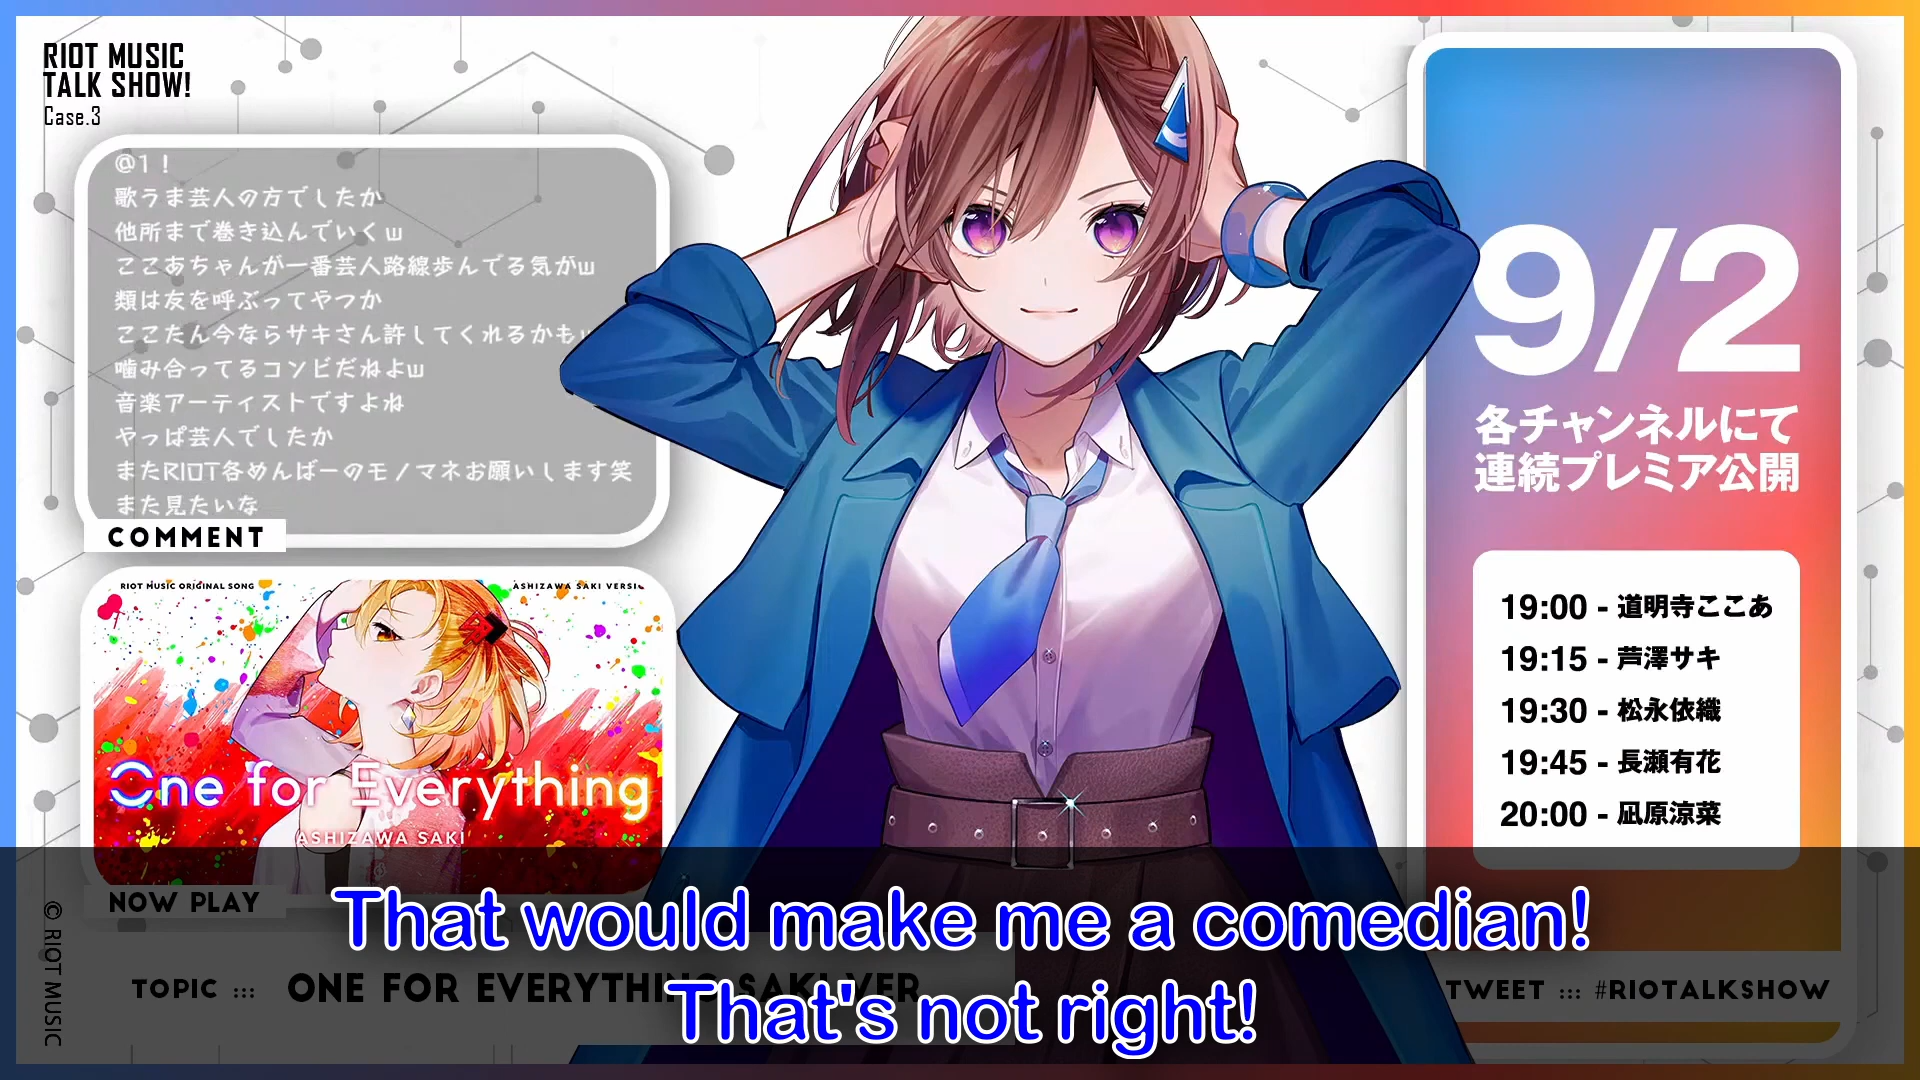 RIOT MUSIC
TALK SHOW!
Case.3
@1！
歌うま芸人の方でしたか
他所まで巻き込んでいくw
ここあちゃんが一番芸人路線歩んでる気がw
類は友を呼ぶってやつか
ここたん今ならサキさん許してくれるかもw
噛み合ってるコンビだねよw
音楽アーティストですよね
やっぱ芸人でしたか
またRIOT各めんばーのモノマネお願いします笑
また見たいな
COMMENT
RIOT MUSIC ORIGINAL SONG
ASHIZAWA SAKI VERSI
One for Everything
ASHIZAWA SAKI
NOW PLAY
9/2
各チャンネルにて
連続プレミア公開
19:00 - 道明寺ここあ
19:15 - 芦澤サキ
19:30 - 松永依織
19:45 - 長瀬有花
20:00 - 凪原涼菜
That would make me a comedian!
That's not right!
TOPIC ::: ONE FOR EVERYTHING SAKI VER
TWEET ::: #RIOTALKSHOW
© RIOT MUSIC